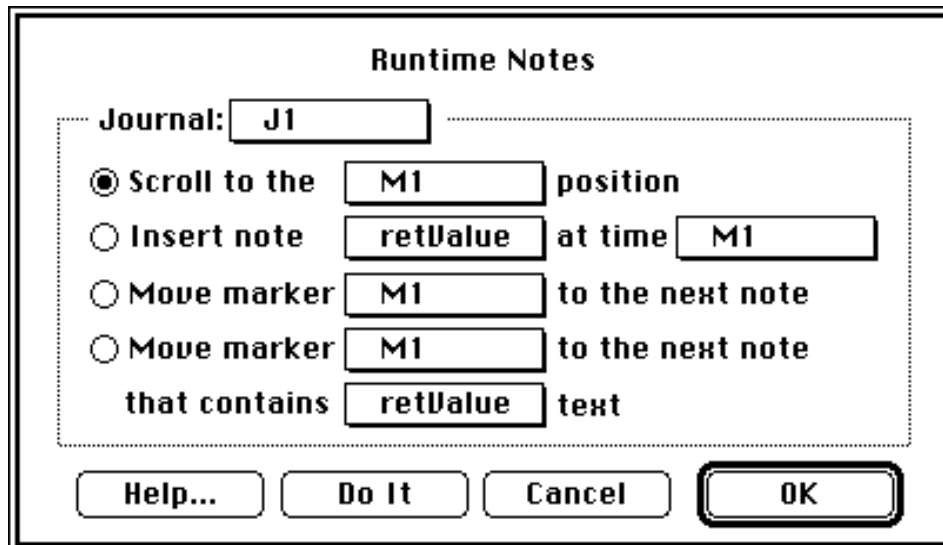 Runtime Notes
Journal: J1
Scroll to the M1 position
Insert note retValue at time M1
Move marker M1 to the next note
Move marker M1 to the next note
that contains retValue text
Help... Do It Cancel OK